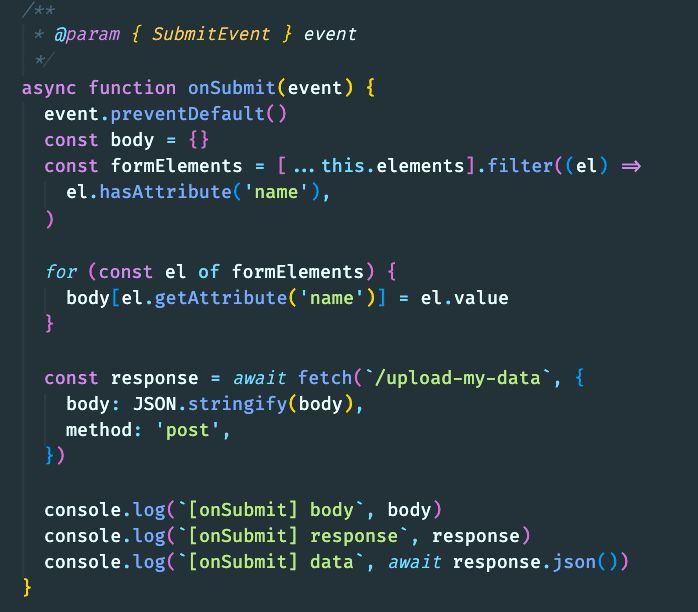 /**
 * @param { SubmitEvent } event
 */
async function onSubmit(event) {
  event.preventDefault()
  const body = {}
  const formElements = [...this.elements].filter((el) =>
    el.hasAttribute('name'),
  )

  for (const el of formElements) {
    body[el.getAttribute('name')] = el.value
  }

  const response = await fetch(`/upload-my-data`, {
    body: JSON.stringify(body),
    method: 'post',
  })

  console.log(`[onSubmit] body`, body)
  console.log(`[onSubmit] response`, response)
  console.log(`[onSubmit] data`, await response.json())
}